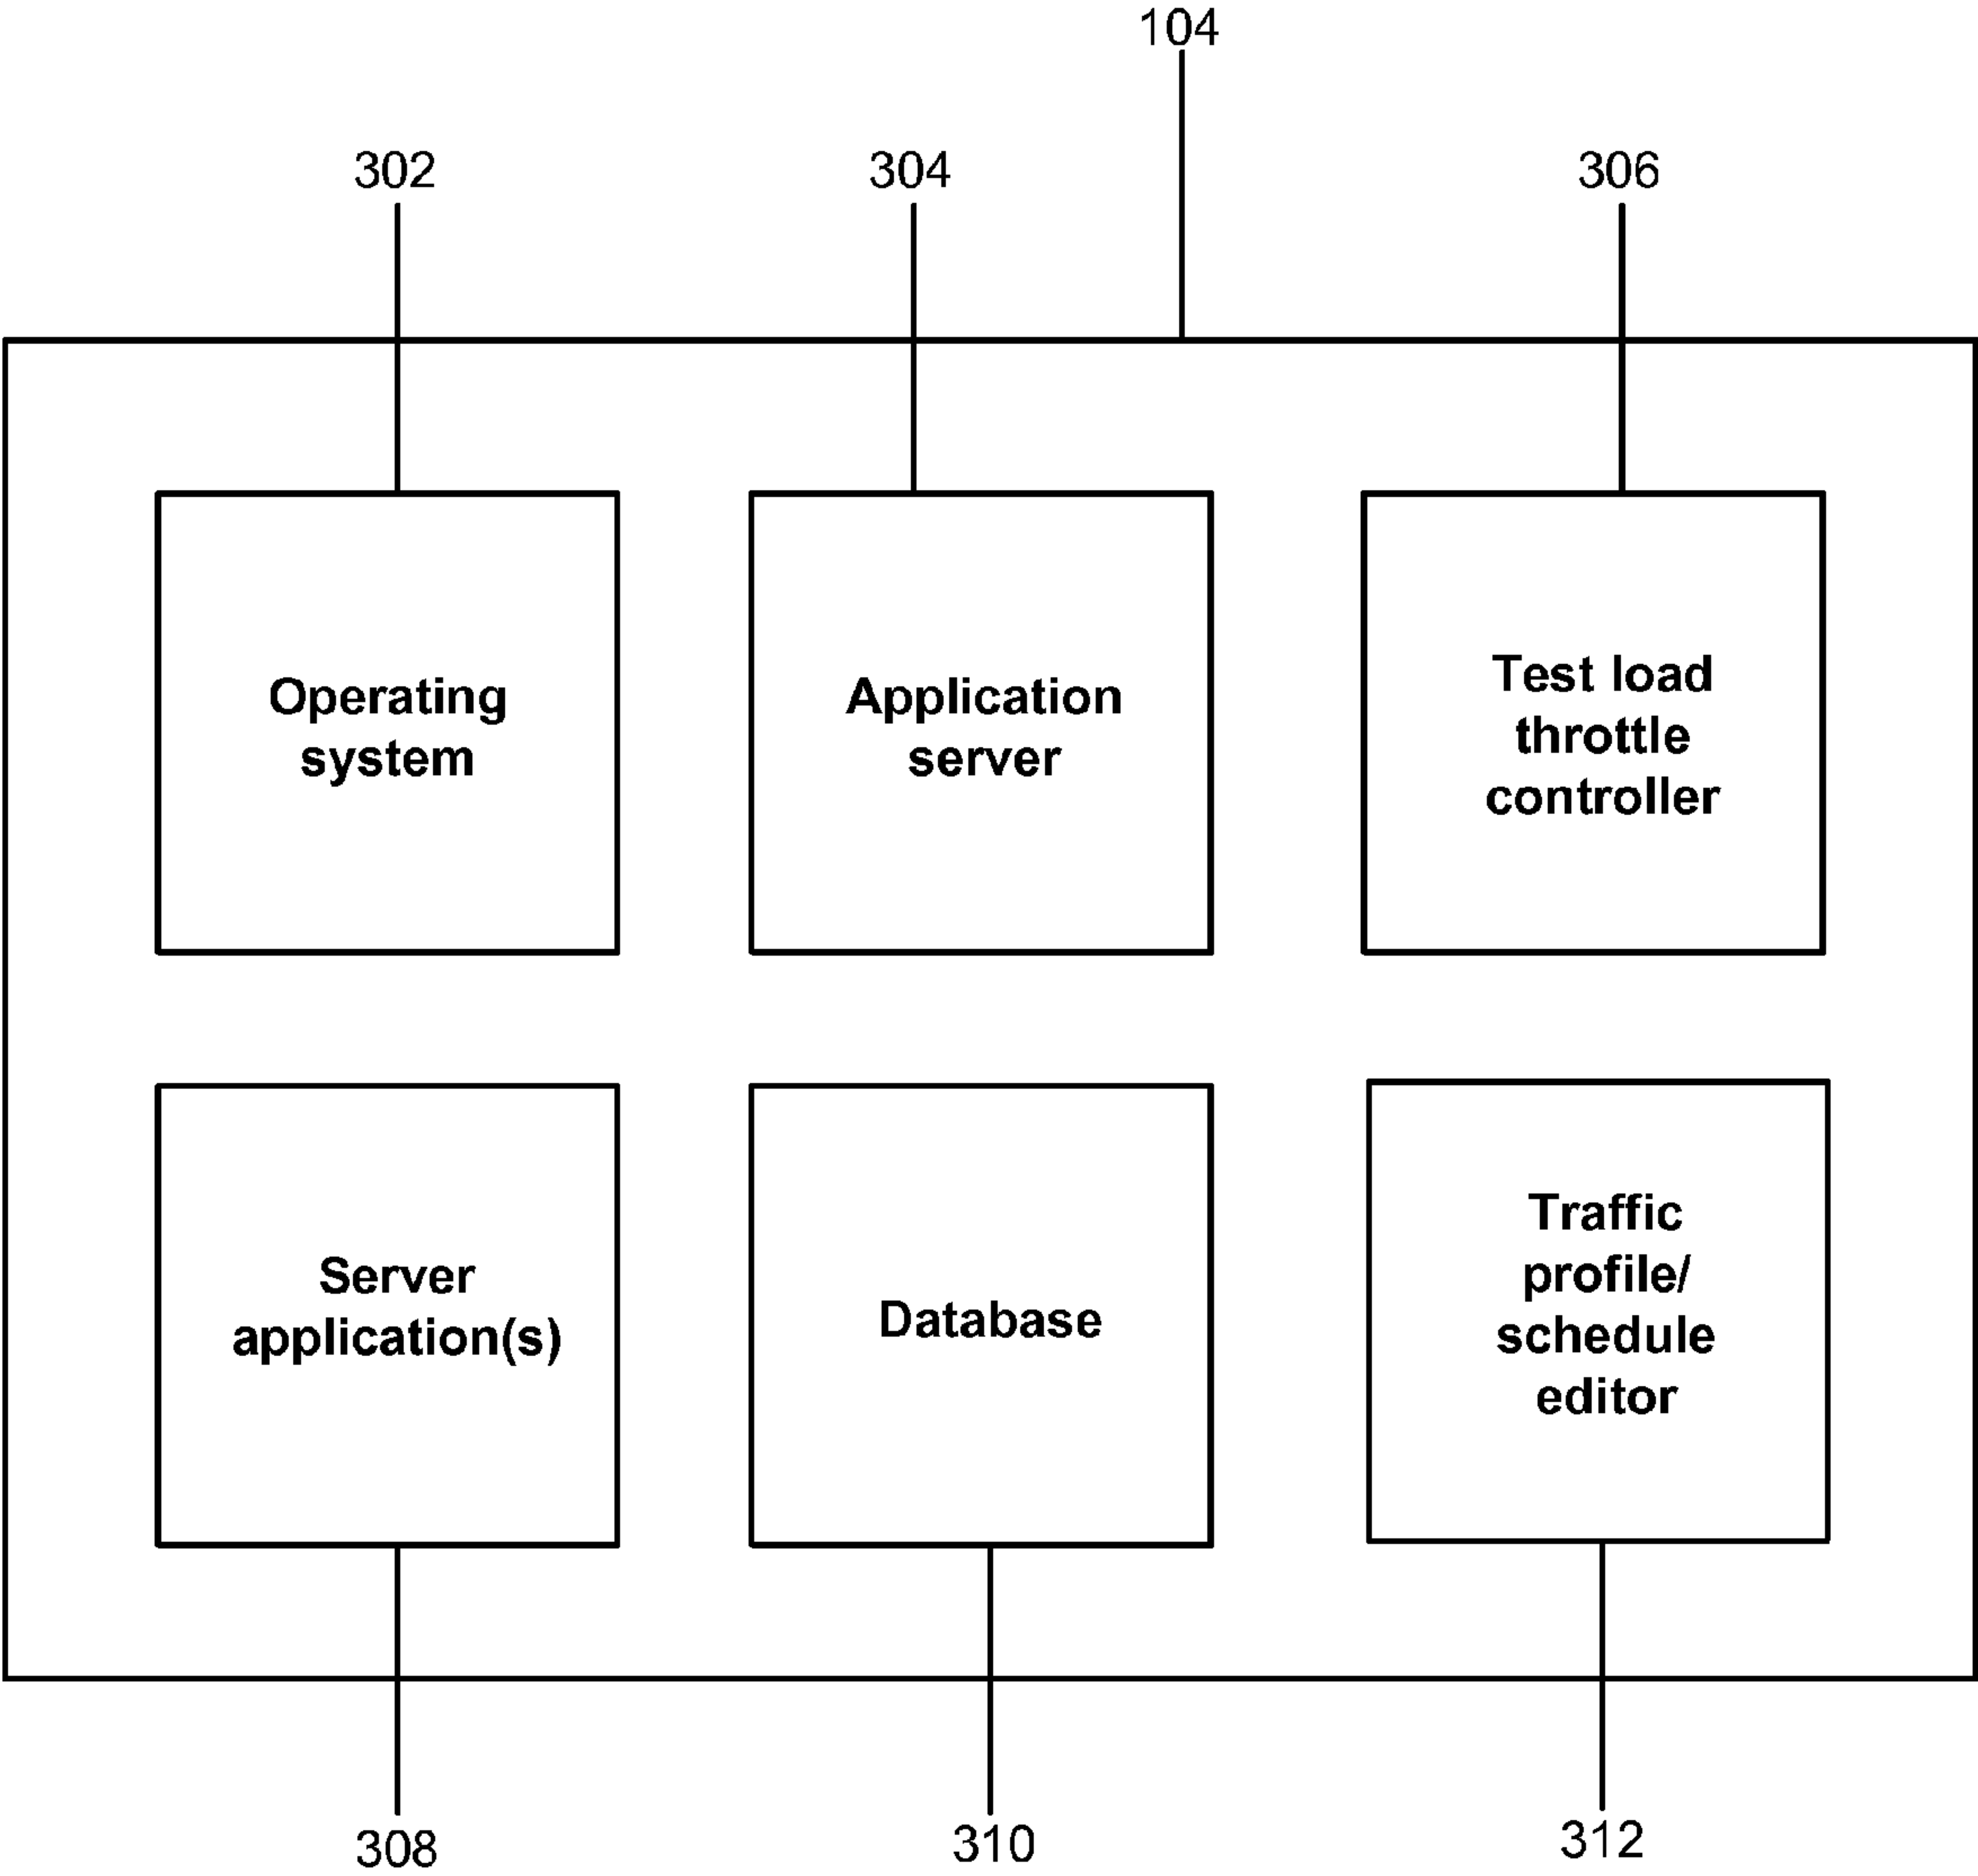 104
302
304
306
Operating
system
Application
server
Test load
throttle
controller
Server
application(s)
Database
Traffic
profile/
schedule
editor
308
310
312